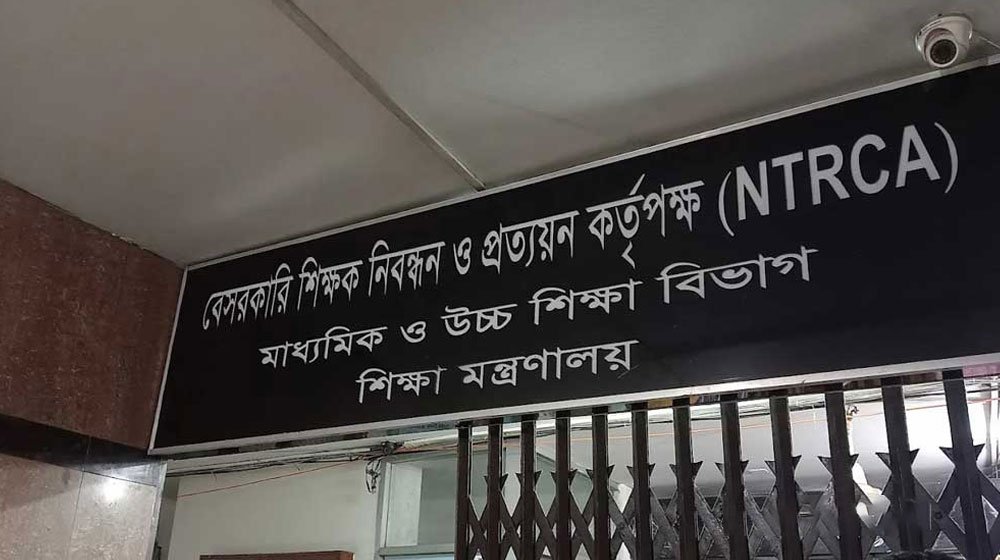 বেসরকারি শিক্ষক নিবন্ধন ও প্রত্যয়ন কর্তৃপক্ষ (NTRCA)
মাধ্যমিক ও উচ্চ শিক্ষা বিভাগ
শিক্ষা মন্ত্রণালয়